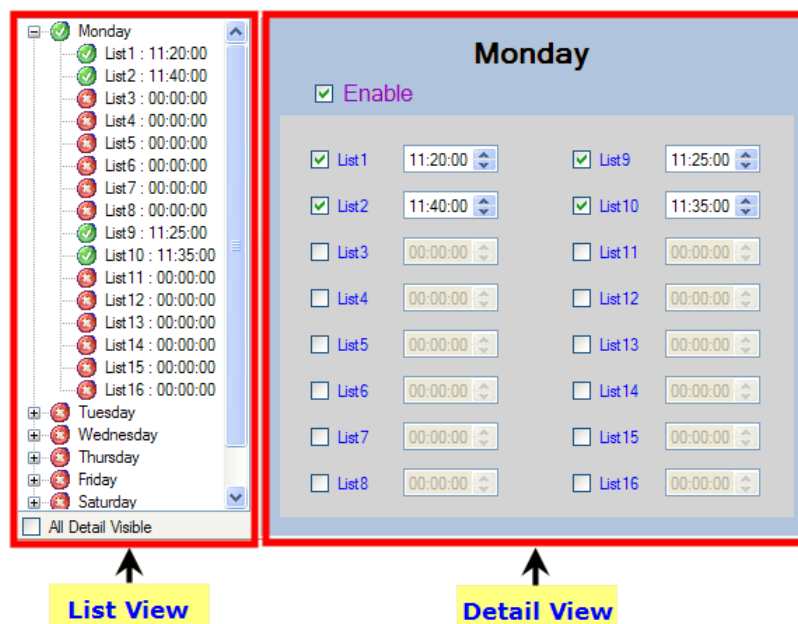 Monday
List1 : 11:20:00
List2 : 11:40:00
List3 : 00:00:00
List4 : 00:00:00
List5 : 00:00:00
List6 : 00:00:00
List7 : 00:00:00
List8 : 00:00:00
List9 : 11:25:00
List10 : 11:35:00
List11 : 00:00:00
List12 : 00:00:00
List13 : 00:00:00
List14 : 00:00:00
List15 : 00:00:00
List16 : 00:00:00
Tuesday
Wednesday
Thursday
Friday
Saturday
All Detail Visible
List View
Monday
Enable
List1 11:20:00 List9 11:25:00
List2 11:40:00 List10 11:35:00
List3 00:00:00 List11 00:00:00
List4 00:00:00 List12 00:00:00
List5 00:00:00 List13 00:00:00
List6 00:00:00 List14 00:00:00
List7 00:00:00 List15 00:00:00
List8 00:00:00 List16 00:00:00
Detail View